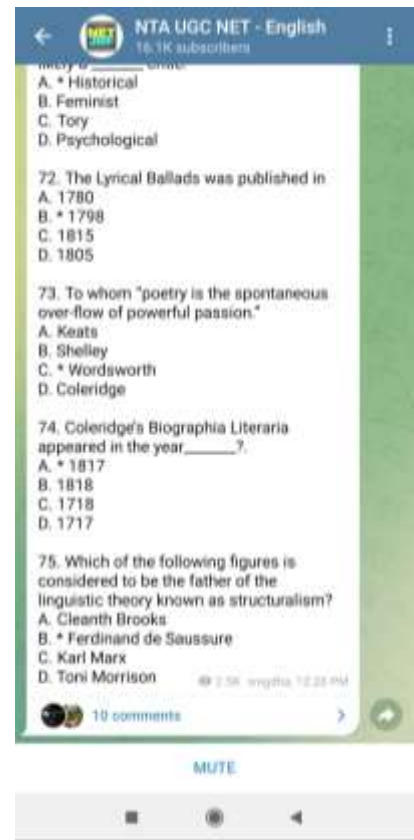 NTA UGC NET - English
16.1K subscribers
A. * Historical
B. Feminist
C. Tory
D. Psychological
72. The Lyrical Ballads was published in
A. 1780
B. * 1798
C. 1815
D. 1805
73. To whom "poetry is the spontaneous
over-flow of powerful passion."
A. Keats
B. Shelley
C. * Wordsworth
D. Coleridge
74. Coleridge's Biographia Literaria
appeared in the year______?.
A. * 1817
B. 1818
C. 1718
D. 1717
75. Which of the following figures is
considered to be the father of the
linguistic theory known as structuralism?
A. Cleanth Brooks
B. * Ferdinand de Saussure
C. Karl Marx
D. Toni Morrison
10 comments
MUTE